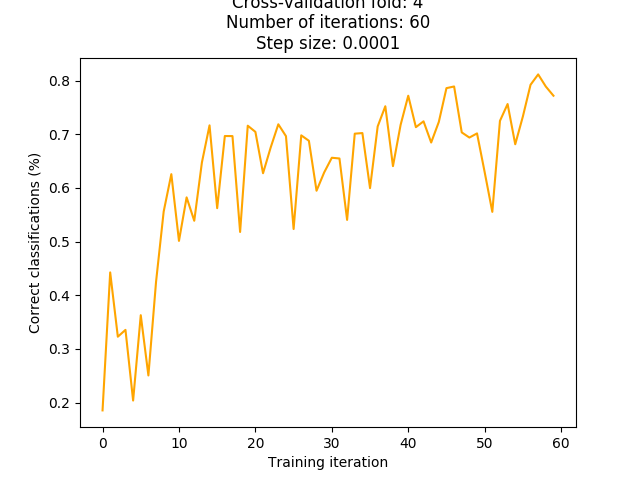 Cross-validation fold: 4
Number of iterations: 60
Step size: 0.0001
0.8
0.7
0.6
0.5
0.4
0.3
0.2
Correct classifications (%)
0 10 20 30 40 50 60
Training iteration